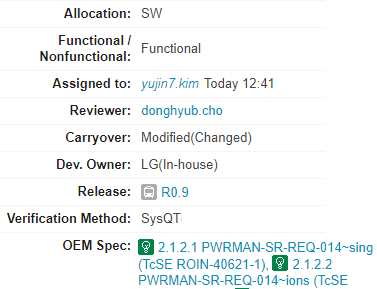 Allocation: SW
Functional /
Nonfunctional: Functional
Assigned to: yujin7.kim Today 12:41
Reviewer: donghyub.cho
Carryover: Modified(Changed)
Dev. Owner: LG(In-house)
Release: R0.9
Verification Method: SysQT
OEM Spec: 2.1.2.1 PWRMAN-SR-REQ-014~sing
(TcSE ROIN-40621-1), 2.1.2.2
PWRMAN-SR-REQ-014~ions (TcSE